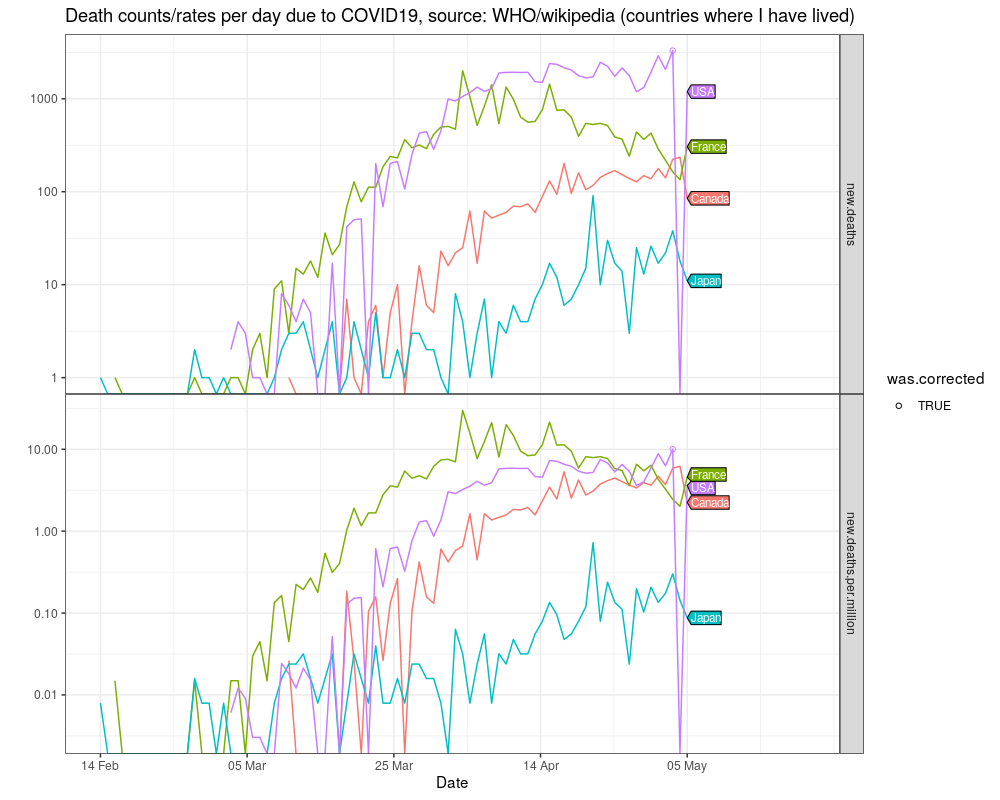 Death counts/rates per day due to COVID19, source: WHO/wikipedia (countries where I have lived)
1000
100
10
1
USA
France
Canada
Japan
new.deaths
10.00
1.00
0.10
0.01
France
USA
Canada
Japan
new.deaths.per.million
14 Feb
05 Mar
25 Mar
14 Apr
05 May
Date
was.corrected
TRUE